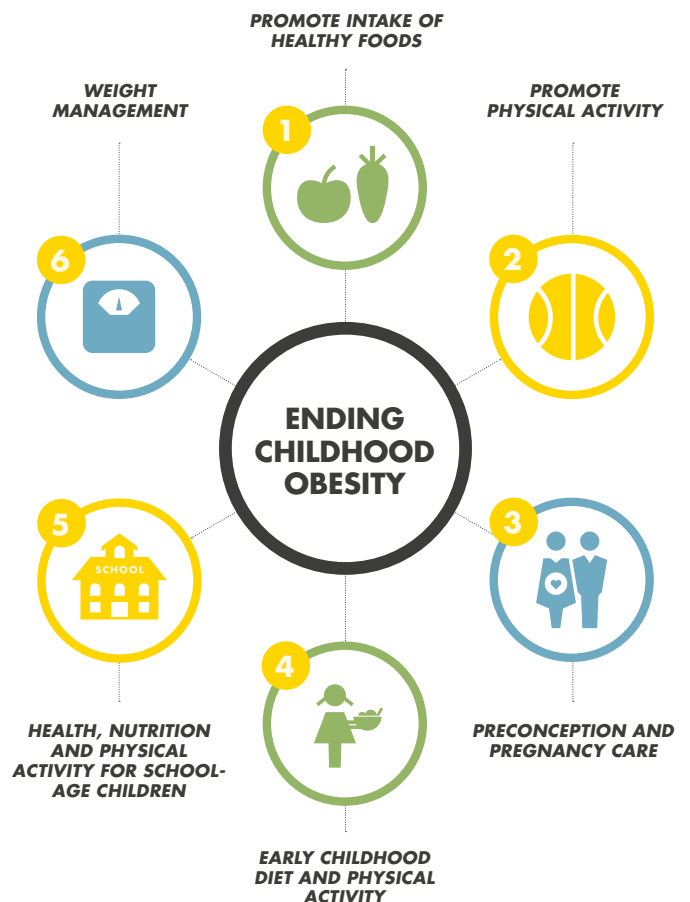 PROMOTE INTAKE OF
HEALTHY FOODS
1
PROMOTE
PHYSICAL ACTIVITY
2
3
PRECONCEPTION AND
PREGNANCY CARE
4
EARLY CHILDHOOD
DIET AND PHYSICAL
ACTIVITY
5
SCHOOL
HEALTH, NUTRITION
AND PHYSICAL
ACTIVITY FOR SCHOOL-
AGE CHILDREN
WEIGHT
MANAGEMENT
6
ENDING
CHILDHOOD
OBESITY